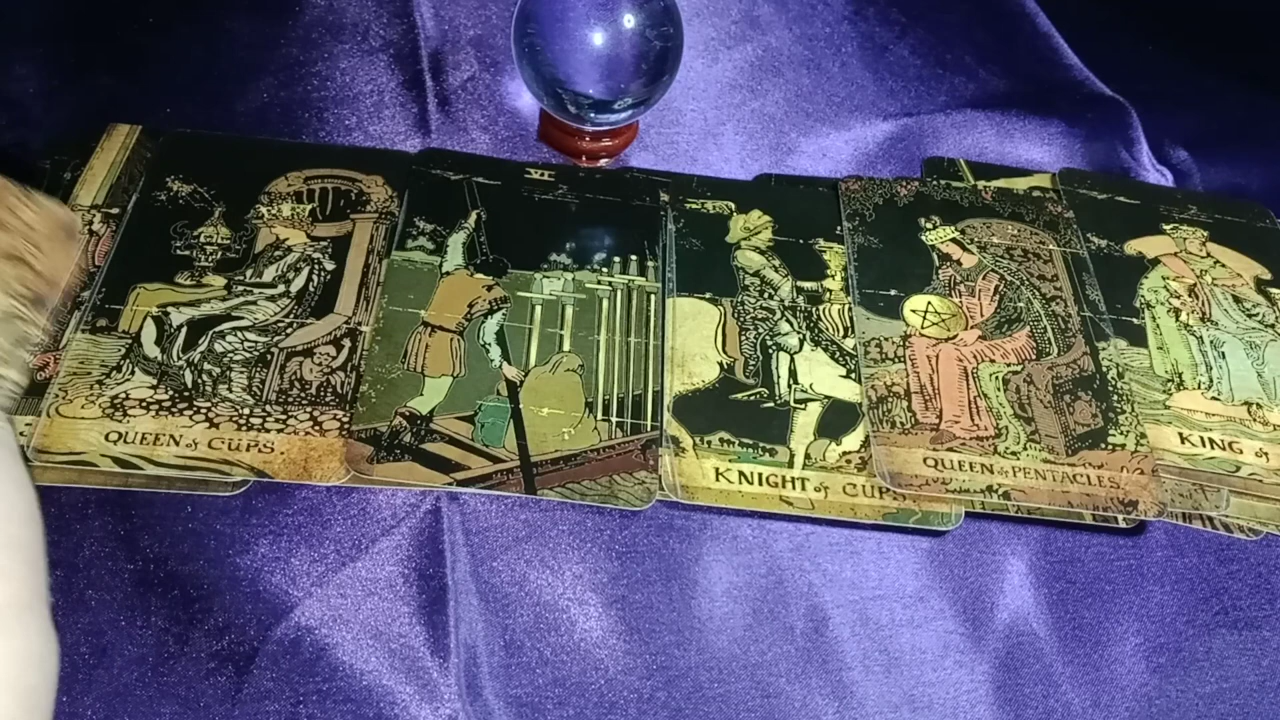 VI
QUEEN of CUPS.
KNIGHT of CUPS.
QUEEN of PENTACLES.
KING of